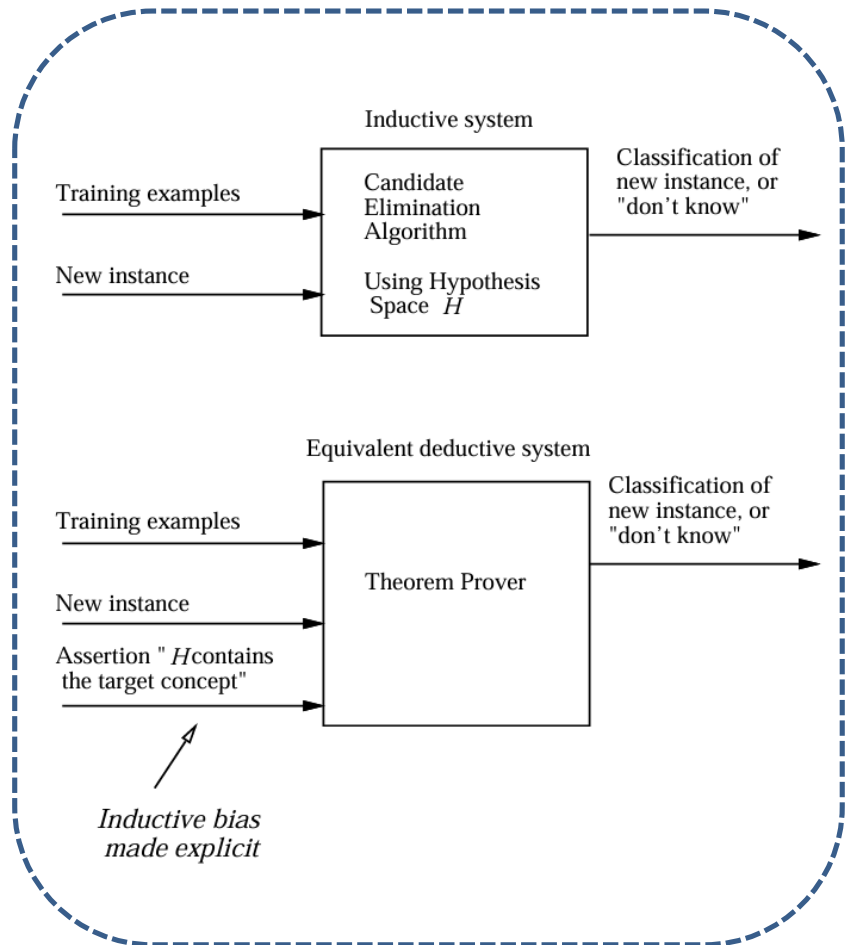 Inductive system
Training examples
New instance
Candidate
Elimination
Algorithm
Using Hypothesis
Space H
Classification of
new instance, or
"don't know"
Equivalent deductive system
Training examples
New instance
Assertion " H contains
the target concept"
Theorem Prover
Classification of
new instance, or
"don't know"
Inductive bias
made explicit